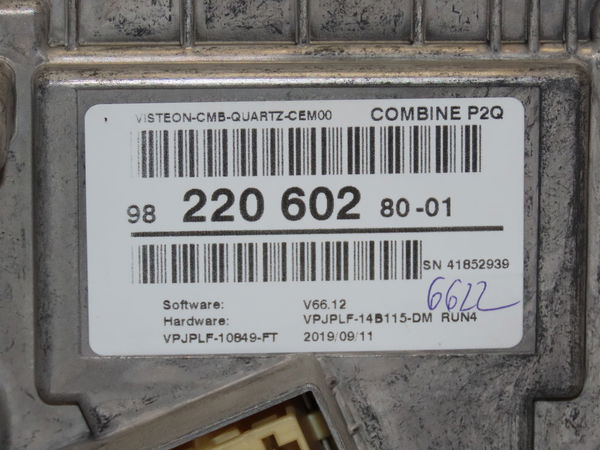 VISTEON-CMB-QUARTZ-CEM00 COMBINE P2Q
98 220 602 80-01
SN 41852939
6622
Software: V66.12
Hardware: VPJPLF-14B115-DM RUN4
VPJPLF-10849-FT 2019/09/11